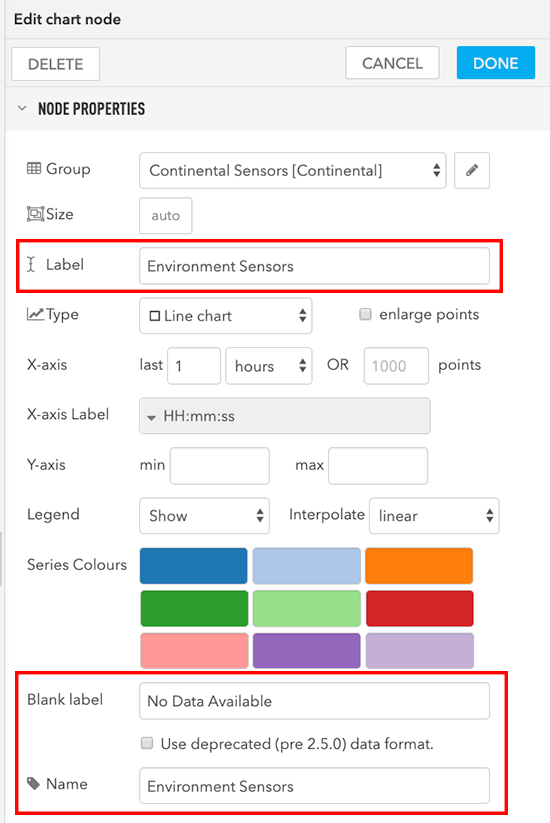 Edit chart node
DELETE CANCEL DONE
NODE PROPERTIES
Group Continental Sensors [Continental]
Size auto
Label Environment Sensors
Type Line chart enlarge points
X-axis last 1 hours OR 1000 points
X-axis Label HH:mm:ss
Y-axis min max
Legend Show Interpolate linear
Series Colours
Blank label No Data Available
Use deprecated (pre 2.5.0) data format.
Name Environment Sensors